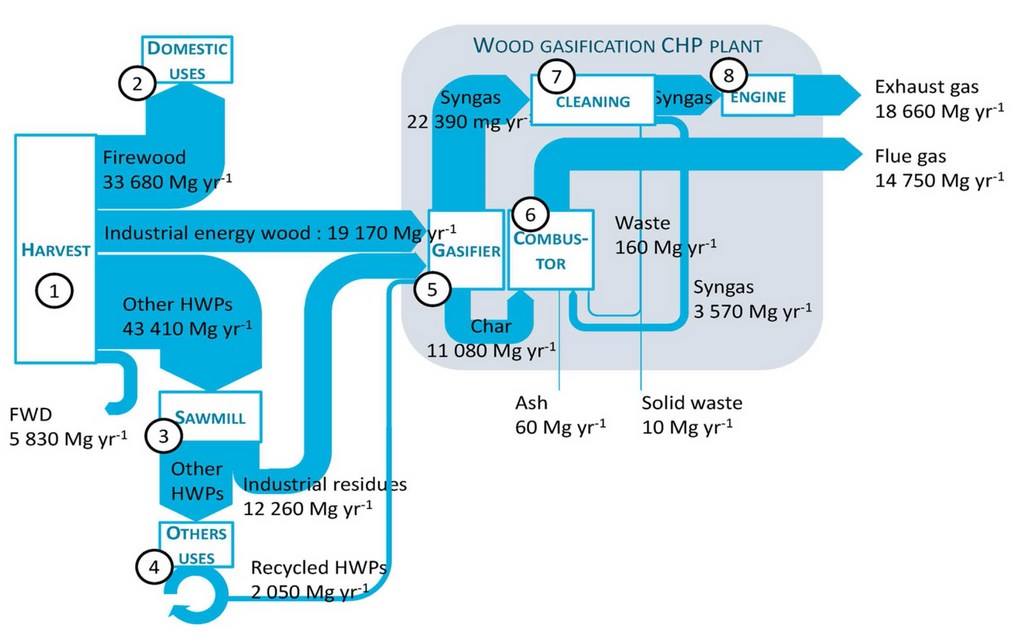 WOOD GASIFICATION CHP PLANT
DOMESTIC
USES
2
7
8
Syngas
22 390 mg yr-1
CLEANING
Syngas
ENGINE
Exhaust gas
18 660 Mg yr-1
Flue gas
14 750 Mg yr-1
Firewood
33 680 Mg yr-1
HARVEST
1
Industrial energy wood : 19 170 Mg yr-1
GASIFIER
5
6
COMBUS-
TOR
Waste
160 Mg yr-1
Syngas
3 570 Mg yr-1
Other HWPs
43 410 Mg yr-1
Char
11 080 Mg yr-1
FWD
5 830 Mg yr-1
SAWMILL
3
Ash
60 Mg yr-1
Solid waste
10 Mg yr-1
Other
HWPs
Industrial residues
12 260 Mg yr-1
OTHERS
USES
4
Recycled HWPs
2 050 Mg yr-1